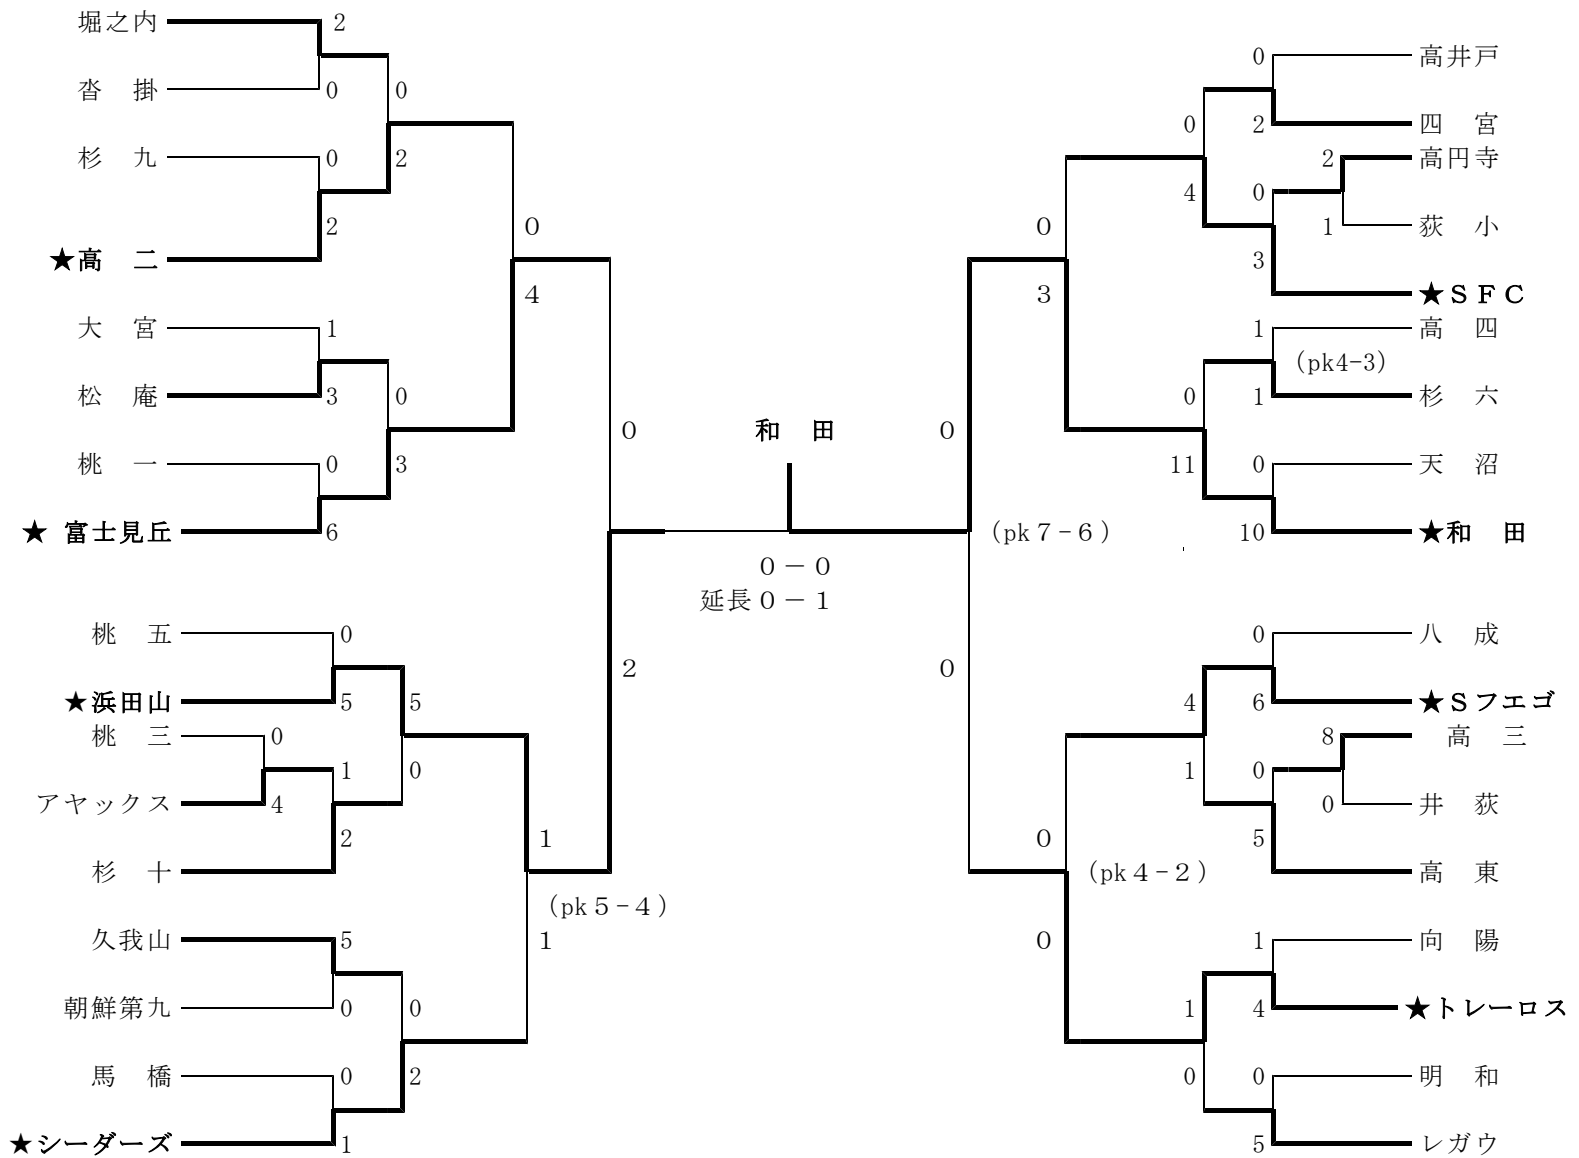 堀之内 2
沓　掛 0 0
杉　九 0 2
★高　二 2
0
4
大　宮 1
松　庵 3 0
桃　一 0 3
★ 富士見丘 6
0
2
桃　五 0
★浜田山 5 5
桃　三 0
1 0
アヤックス 4
2
杉　十
1
(pk５-４)
1
久我山 5
朝鮮第九 0 0
馬　橋 0 2
★シーダーズ 1
和　田
０－０
延長０－１
0 高井戸
0 2 四　宮
2 高円寺
4 0
1 荻　小
3
★ＳＦＣ
0
3
1 高　四
(pk4-3)
0 1 杉　六
11 0 天　沼
10 ★和　田
0
(pk７-６)
0
0 八　成
4 6 ★Ｓフエゴ
8 高　三
1 0
0 井　荻
5
高　東
0
(pk４-２)
0
1 向　陽
1 4 ★トレーロス
0 0 明　和
5 レガウ